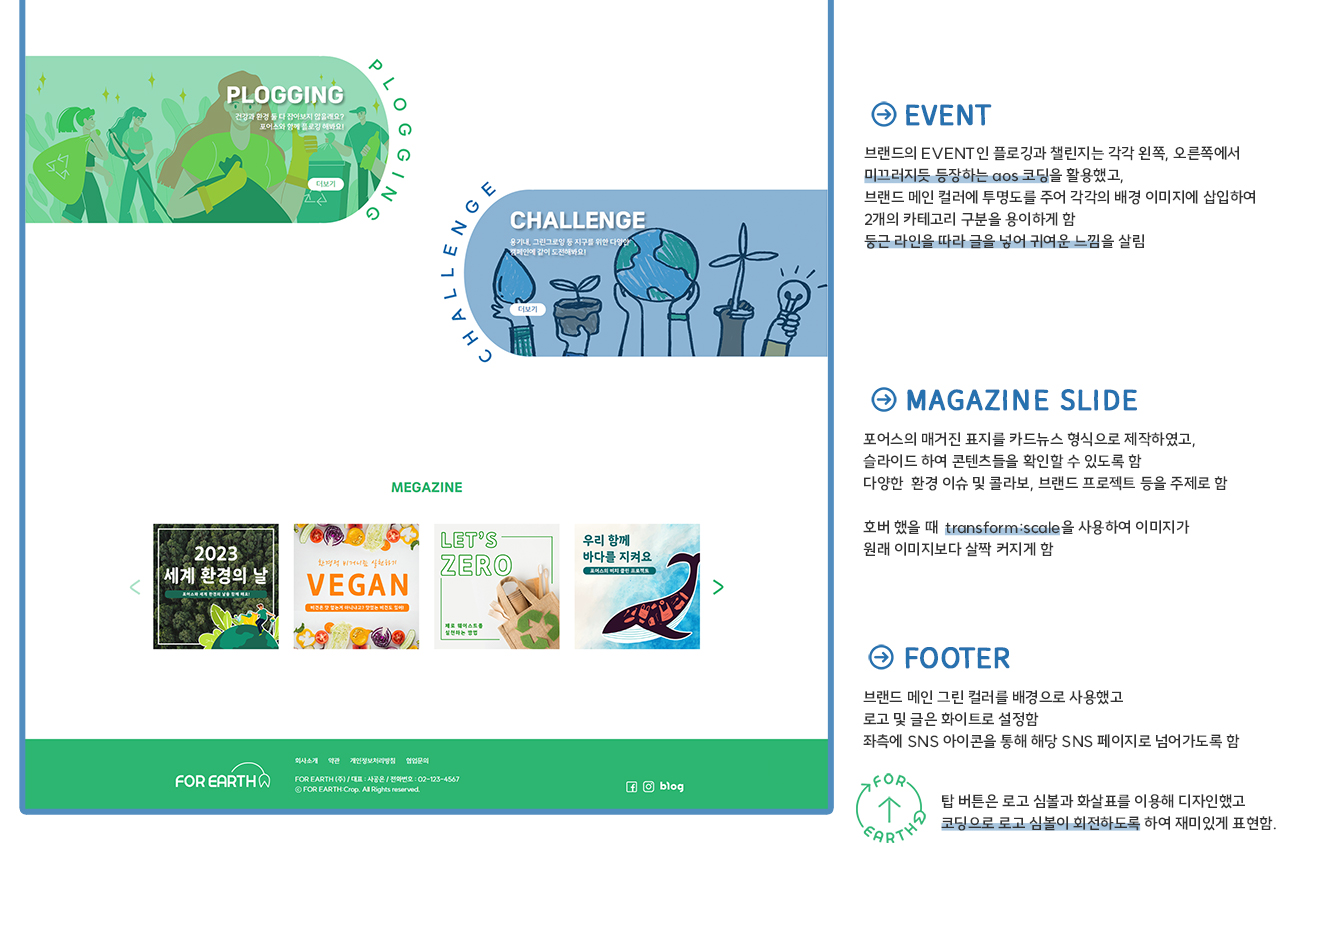 PLOGGING
건강과 환경 둘 다 잡아보지 않을래요?
포어스와 함께 플로깅 해봐요!
더보기
PLOGGING
CHALLENGE
CHALLENGE
용기내, 그린그로잉 등 지구를 위한 다양한
캠페인에 같이 도전해봐요!
더보기
MEGAZINE
2023
세계 환경의 날
포어스와 세계 환경의 날을 함께 해요!
친환경 비거니즘 실천하기
VEGAN
비건은 맛 없는게 아니냐고? 맛있는 비건도 있어!
LET'S
ZERO
제로 웨이스트를
실천하는 방법
우리 함께
바다를 지켜요
포어스의 비치 클린 프로젝트
FOR EARTH
회사소개 약관 개인정보처리방침 협업문의
FOR EARTH (주) / 대표 : 사공은 / 전화번호 : 02-123-4567
ⓒ FOR EARTH Crop. All Rights reserved.
blog
EVENT
브랜드의 EVENT인 플로깅과 챌린지는 각각 왼쪽, 오른쪽에서
미끄러지듯 등장하는 aos 코딩을 활용했고,
브랜드 메인 컬러에 투명도를 주어 각각의 배경 이미지에 삽입하여
2개의 카테고리 구분을 용이하게 함
둥근 라인을 따라 글을 넣어 귀여운 느낌을 살림
MAGAZINE SLIDE
포어스의 매거진 표지를 카드뉴스 형식으로 제작하였고,
슬라이드 하여 콘텐츠들을 확인할 수 있도록 함
다양한 환경 이슈 및 콜라보, 브랜드 프로젝트 등을 주제로 함
호버 했을 때 transform:scale을 사용하여 이미지가
원래 이미지보다 살짝 커지게 함
FOOTER
브랜드 메인 그린 컬러를 배경으로 사용했고
로고 및 글은 화이트로 설정함
좌측에 SNS 아이콘을 통해 해당 SNS 페이지로 넘어가도록 함
FOR EARTH
탑 버튼은 로고 심볼과 화살표를 이용해 디자인했고
코딩으로 로고 심볼이 회전하도록 하여 재미있게 표현함.